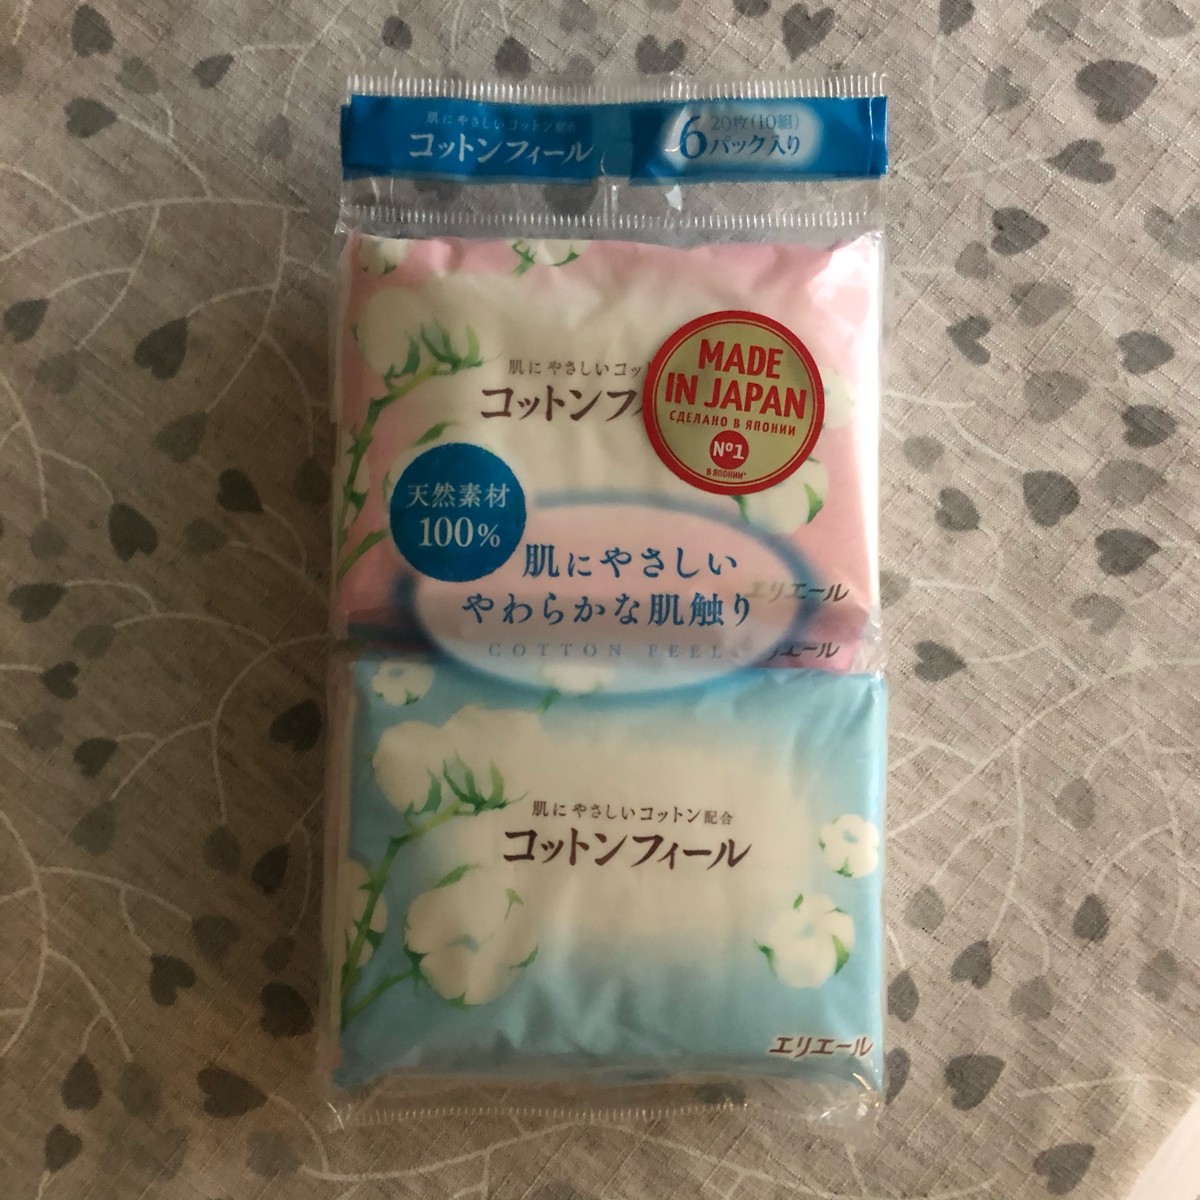 肌にやさしいコットン配合
コットンフィール
20枚(10組)
6パック入り
肌にやさしいコッ
コットンフ
MADE
IN JAPAN
СДЕЛАНО В ЯПОНИИ
№1
В ЯПОНИИ*
天然素材
100%
肌にやさしい
やわらかな肌触り
COTTON FEEL
エリエール
リエール
肌にやさしいコットン配合
コットンフィール
エリエール